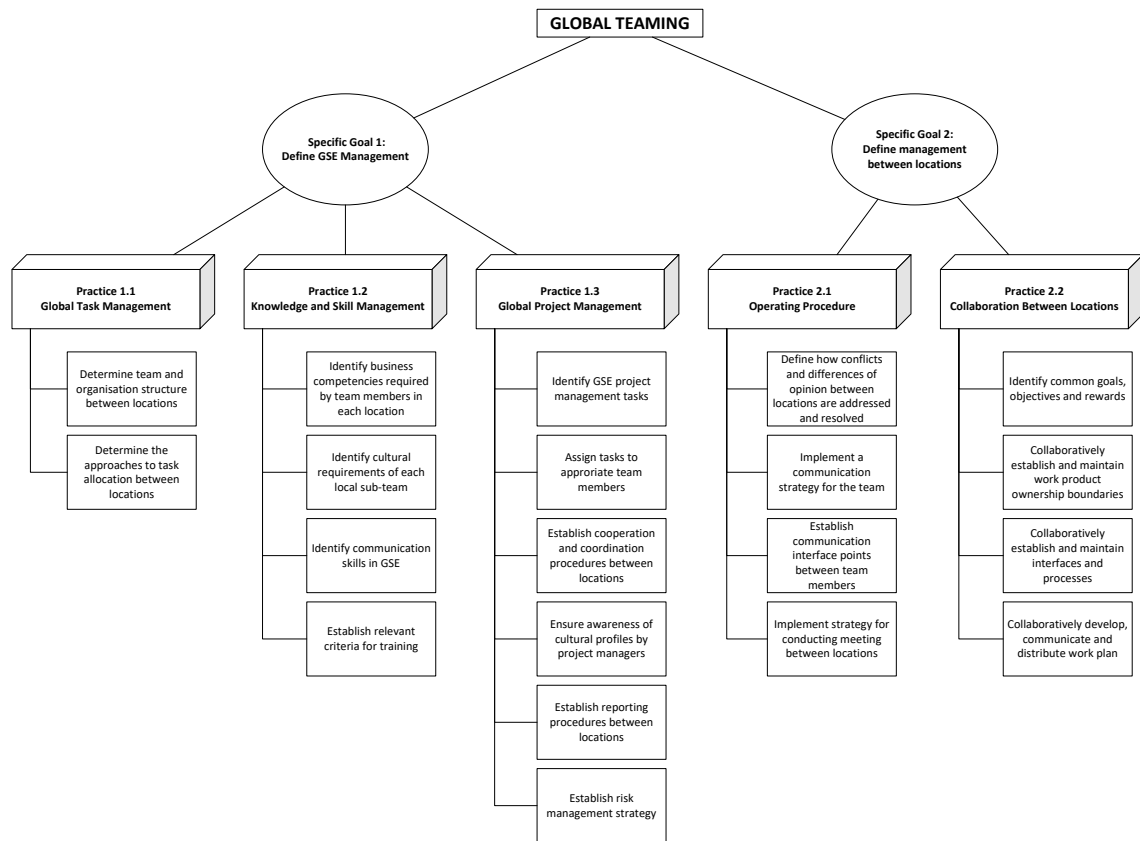 GLOBAL TEAMING
Specific Goal 1:
Define GSE Management
Specific Goal 2:
Define management
between locations
Practice 1.1
Global Task Management
Determine team and
organisation structure
between locations
Determine the
approaches to task
allocation between
locations
Practice 1.2
Knowledge and Skill Management
Identify business
competencies required
by team members in
each location
Identify cultural
requirements of each
local sub-team
Identify communication
skills in GSE
Establish relevant
criteria for training
Practice 1.3
Global Project Management
Identify GSE project
management tasks
Assign tasks to
approriate team
members
Establish cooperation
and coordination
procedures between
locations
Ensure awareness of
cultural profiles by
project managers
Establish reporting
procedures between
locations
Establish risk
management strategy
Practice 2.1
Operating Procedure
Define how conflicts
and differences of
opinion between
locations are addressed
and resolved
Implement a
communication
strategy for the team
Establish
communication
interface points
between team
members
Implement strategy for
conducting meeting
between locations
Practice 2.2
Collaboration Between Locations
Identify common goals,
objectives and rewards
Collaboratively
establish and maintain
work product
ownership boundaries
Collaboratively
establish and maintain
interfaces and
processes
Collaboratively develop,
communicate and
distribute work plan